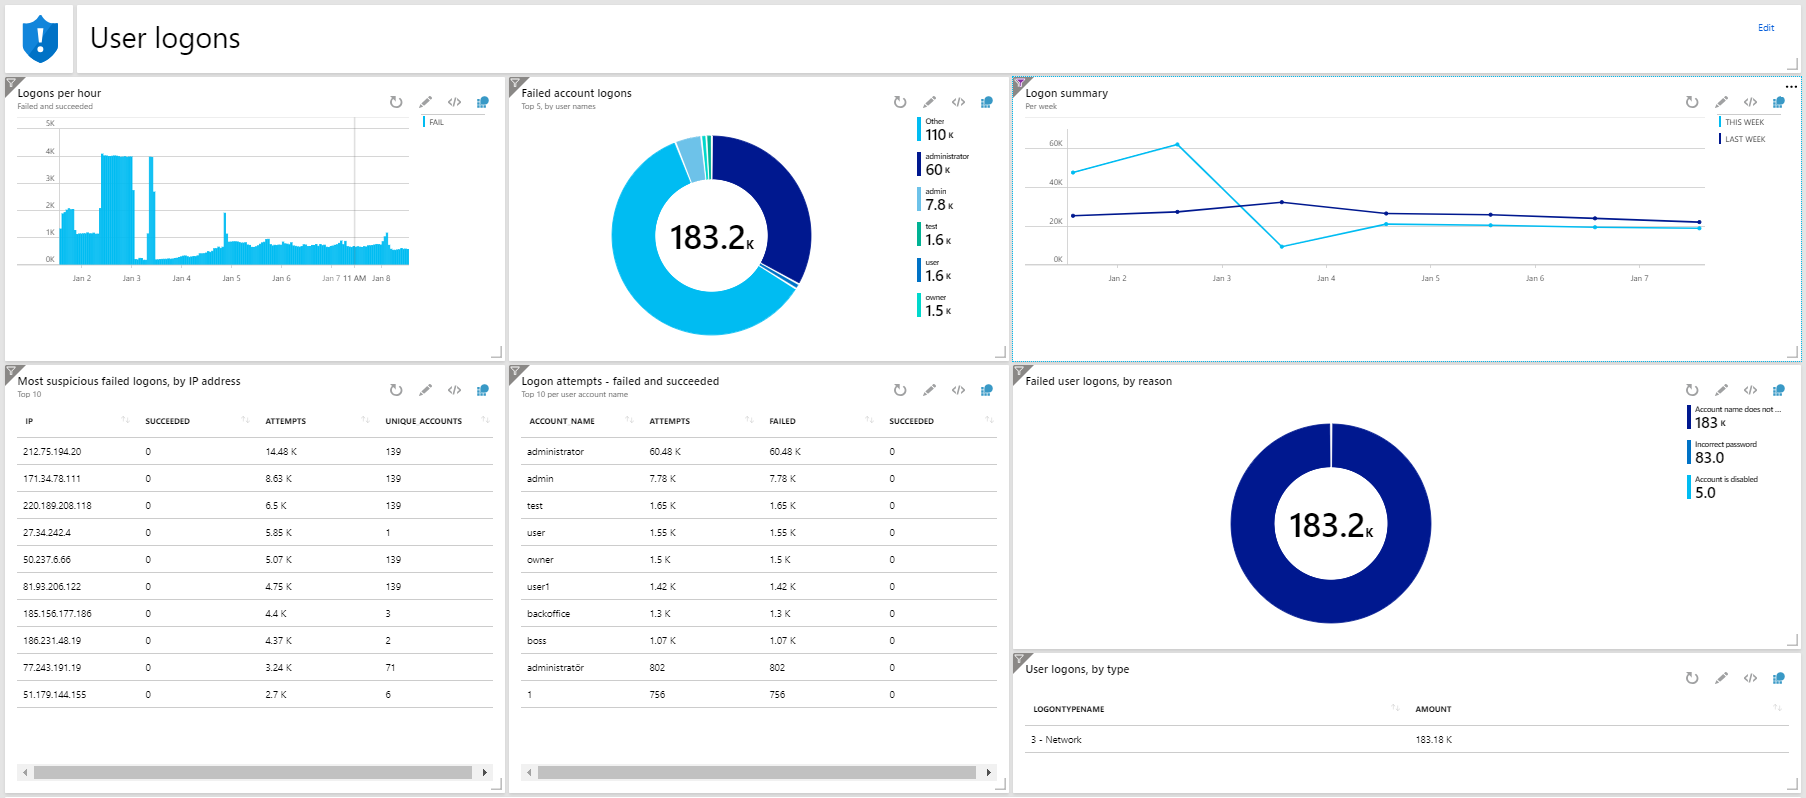 User logons
Edit
Logons per hour
Failed and succeeded
FAIL
5K
4K
3K
2K
1K
0K
Jan 2 Jan 3 Jan 4 Jan 5 Jan 6 Jan 7 11 AM Jan 8
Failed account logons
Top 5, by user names
183.2K
Other
110 K
administrator
60 K
admin
7.8 K
test
1.6 K
user
1.6 K
owner
1.5 K
Logon summary
Per week
THIS WEEK
LAST WEEK
60K
40K
20K
0K
Jan 2 Jan 3 Jan 4 Jan 5 Jan 6 Jan 7
Most suspicious failed logons, by IP address
Top 10
IP SUCCEEDED ATTEMPTS UNIQUE_ACCOUNTS
212.75.194.20 0 14.48 K 139
171.34.78.111 0 8.63 K 139
220.189.208.118 0 6.5 K 139
27.34.242.4 0 5.85 K 1
50.237.6.66 0 5.07 K 139
81.93.206.122 0 4.75 K 139
185.156.177.186 0 4.4 K 3
186.231.48.19 0 4.37 K 2
77.243.191.19 0 3.24 K 71
51.179.144.155 0 2.7 K 6
Logon attempts - failed and succeeded
Top 10 per user account name
ACCOUNT_NAME ATTEMPTS FAILED SUCCEEDED
administrator 60.48 K 60.48 K 0
admin 7.78 K 7.78 K 0
test 1.65 K 1.65 K 0
user 1.55 K 1.55 K 0
owner 1.5 K 1.5 K 0
user1 1.42 K 1.42 K 0
backoffice 1.3 K 1.3 K 0
boss 1.07 K 1.07 K 0
administratör 802 802 0
1 756 756 0
Failed user logons, by reason
183.2K
Account name does not ...
183 K
Incorrect password
83.0
Account is disabled
5.0
User logons, by type
LOGONTYPENAME AMOUNT
3 - Network 183.18 K